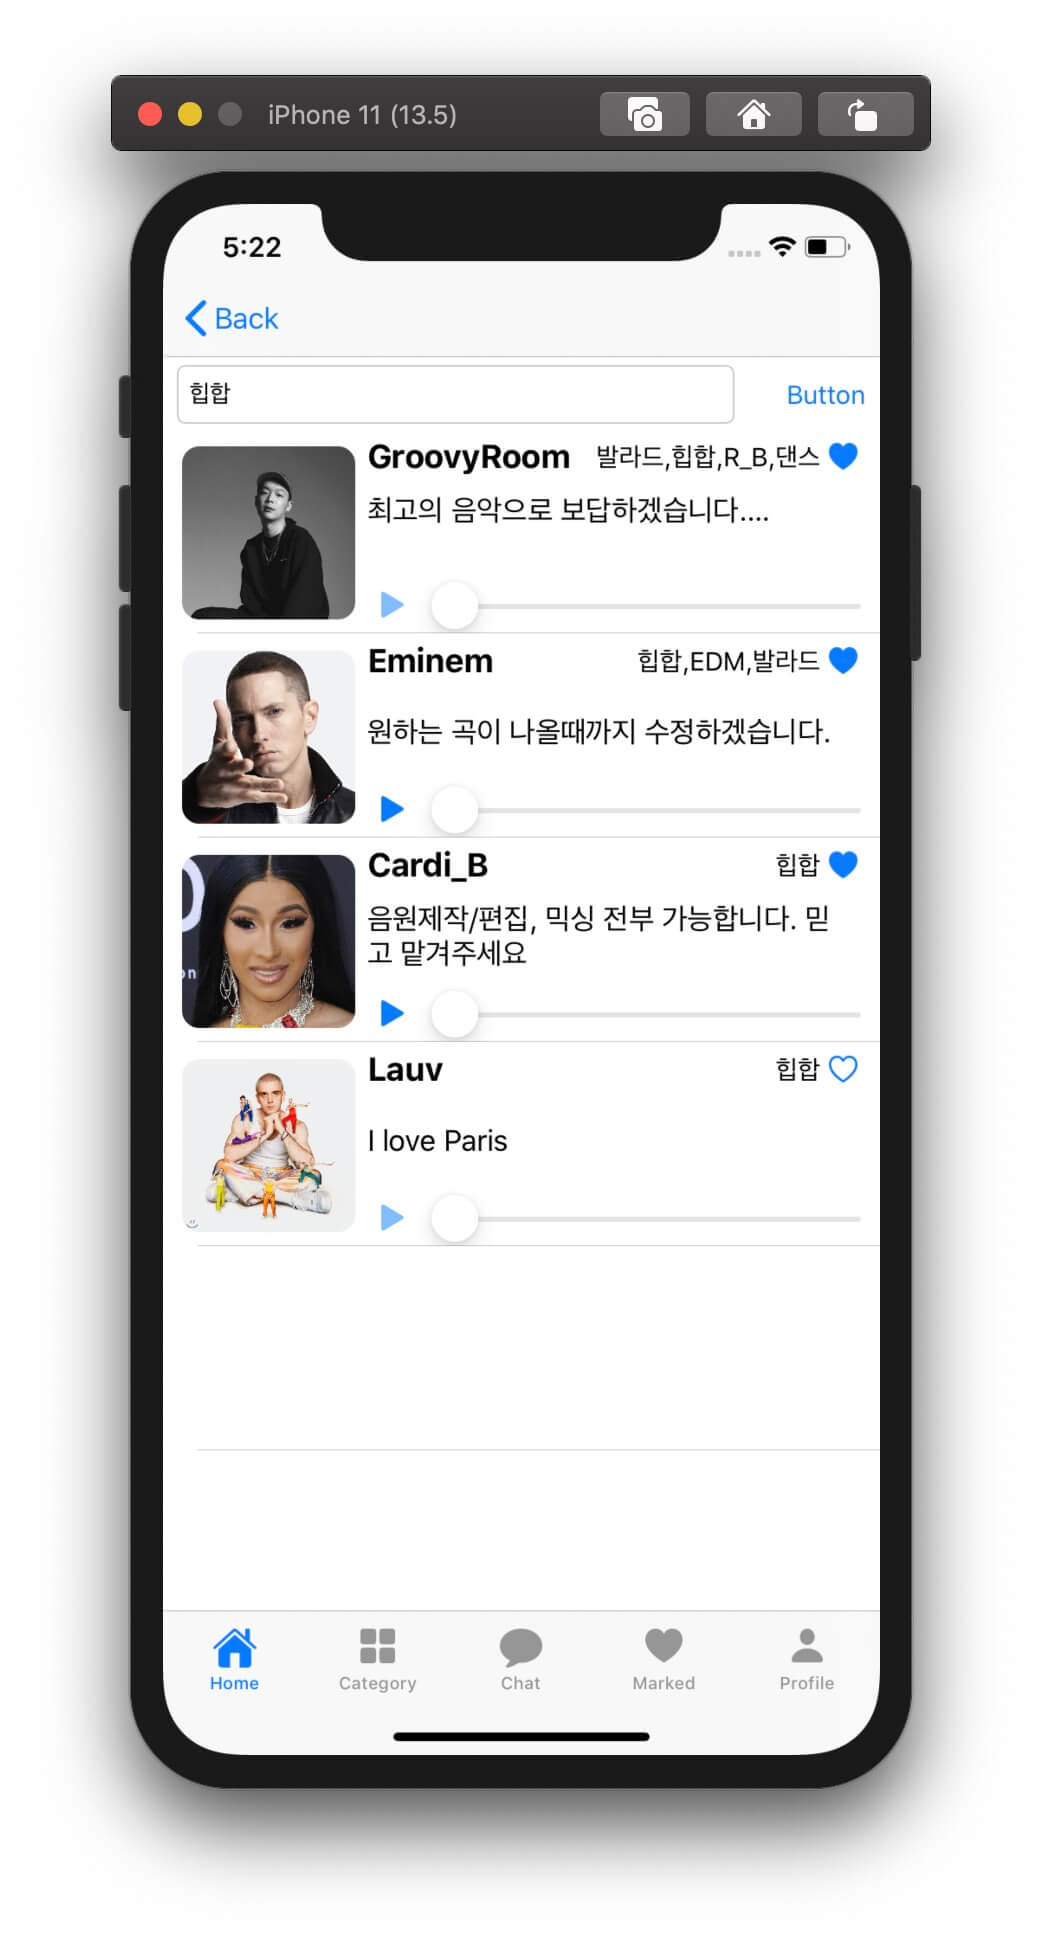 iPhone 11 (13.5)
5:22
Back
힙합
Button
GroovyRoom 발라드,힙합,R_B,댄스
최고의 음악으로 보답하겠습니다....
Eminem 힙합,EDM,발라드
원하는 곡이 나올때까지 수정하겠습니다.
Cardi_B 힙합
음원제작/편집, 믹싱 전부 가능합니다. 믿
고 맡겨주세요
Lauv 힙합
I love Paris
Home Category Chat Marked Profile